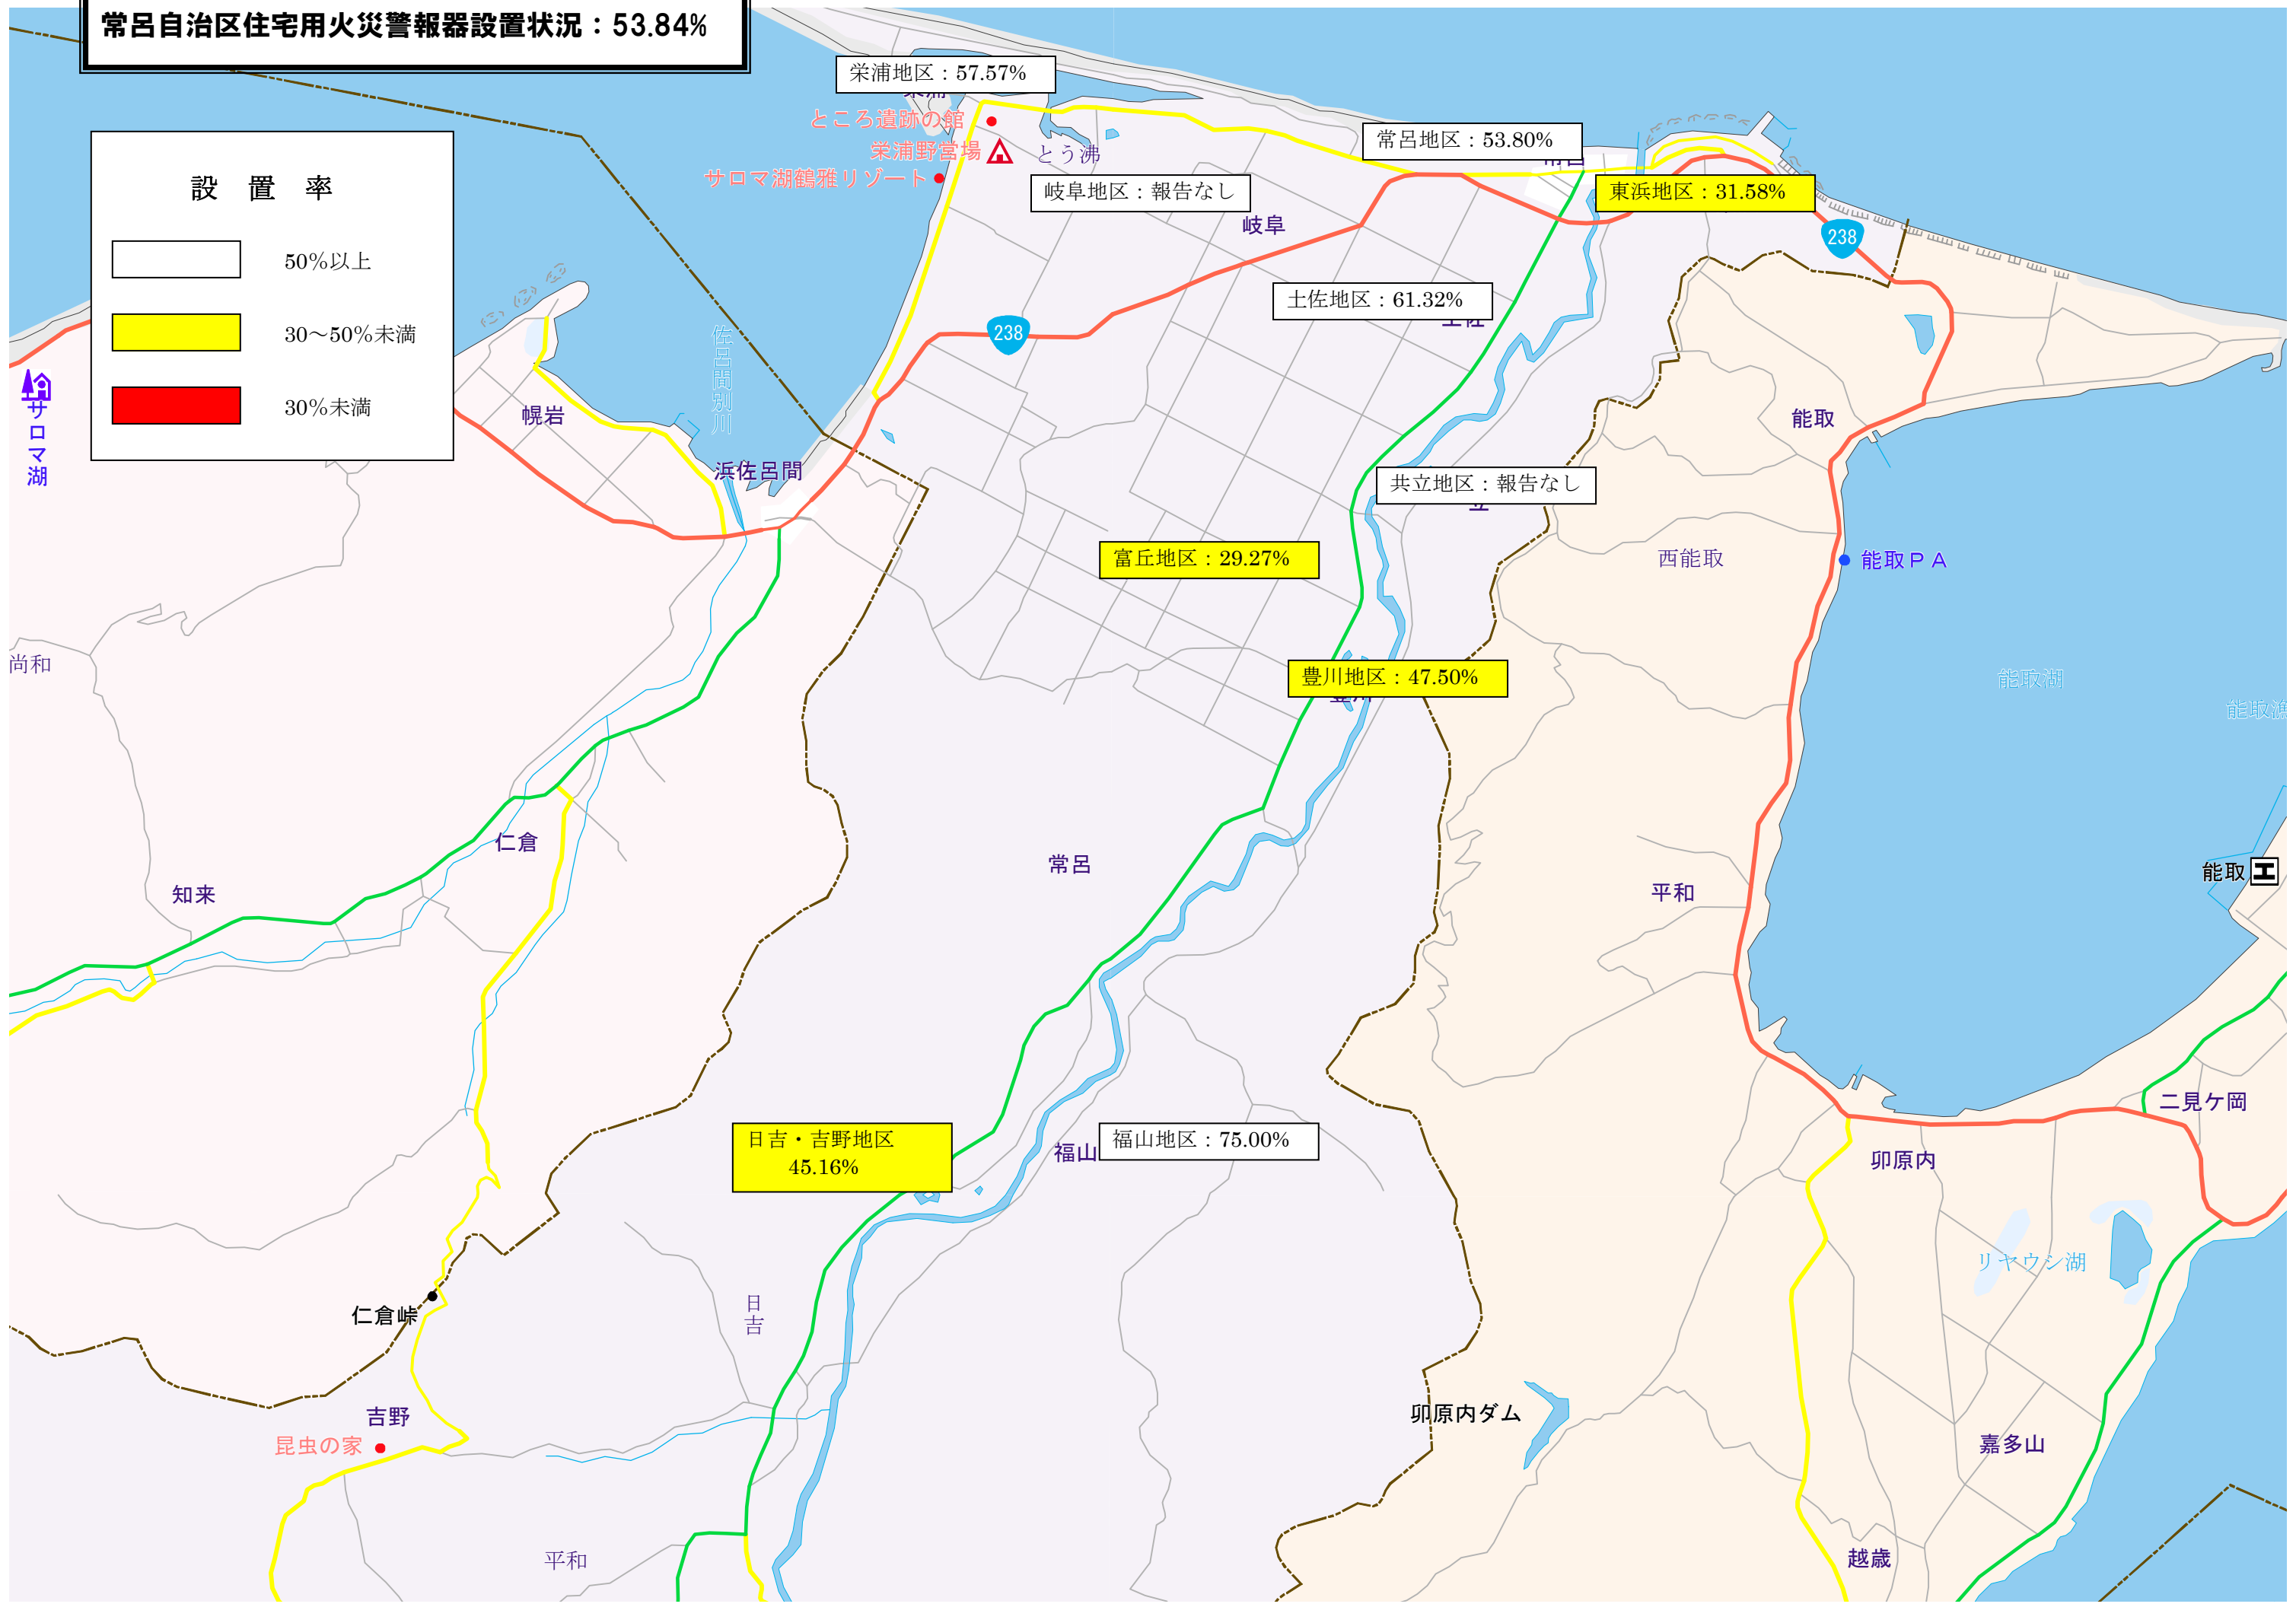 常呂自治区住宅用火災警報器設置状況：53.84%
設 置 率
50%以上
30～50%未満
30%未満
栄浦地区：57.57%
ところ遺跡の館
栄浦野営場
とう沸
サロマ湖鶴雅リゾート
常呂地区：53.80%
岐阜地区：報告なし
東浜地区：31.58%
岐阜
238
土佐地区：61.32%
238
佐呂間別川
サロマ湖
幌岩
浜佐呂間
能取
共立地区：報告なし
立
富丘地区：29.27%
西能取
能取ＰＡ
尚和
豊川地区：47.50%
能取湖
能取漁
仁倉
常呂
知来
平和
能取
二見ケ岡
日吉・吉野地区
45.16%
福山
福山地区：75.00%
卯原内
リヤウシ湖
日吉
仁倉峠
吉野
昆虫の家
卯原内ダム
嘉多山
平和
越歳